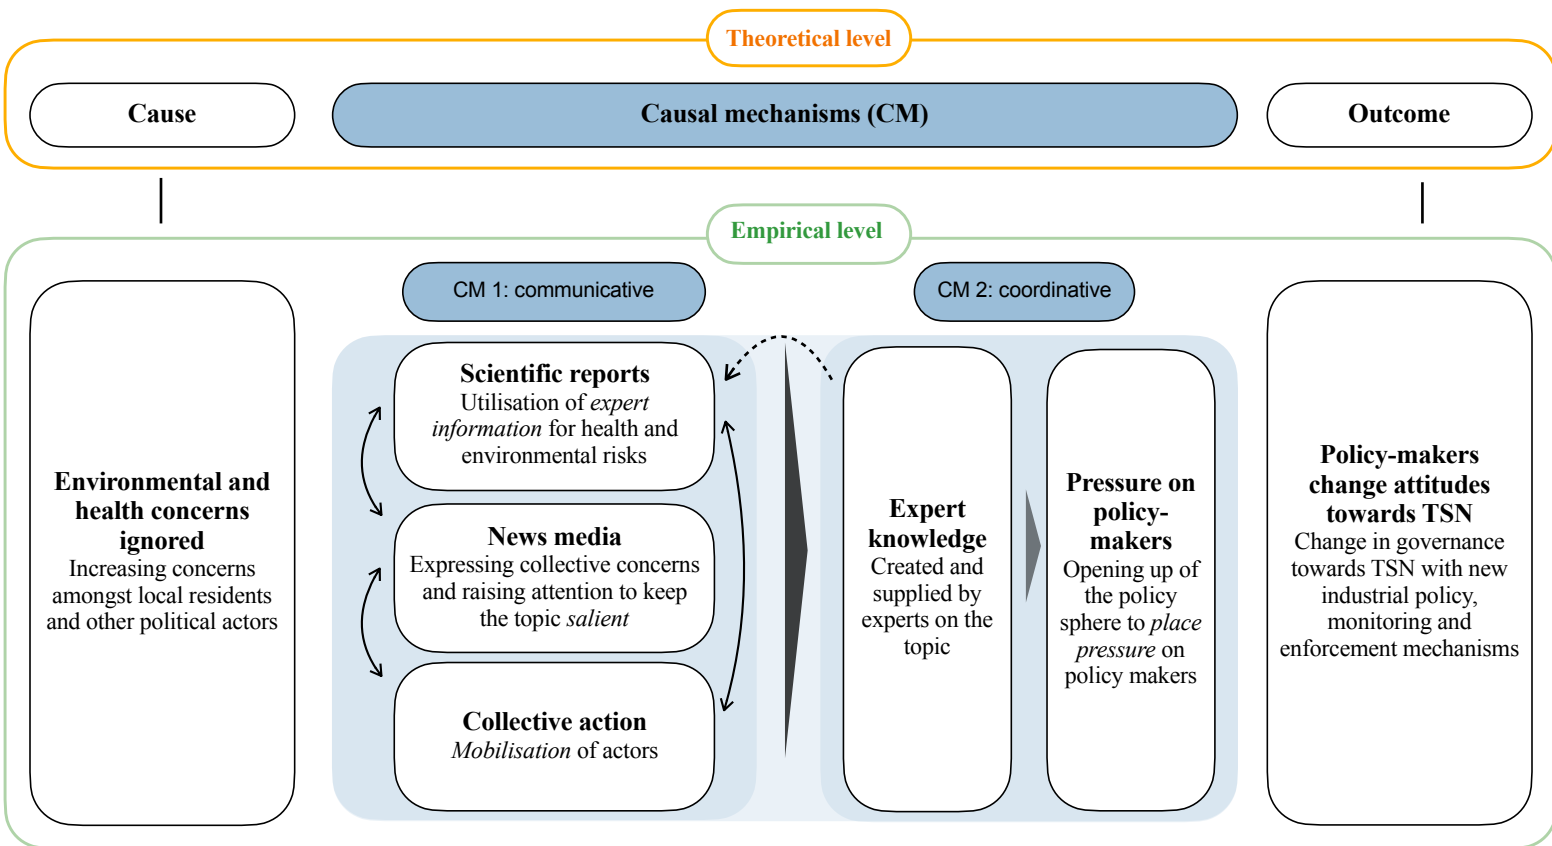 Theoretical level
Cause
Causal mechanisms (CM)
Outcome
Empirical level
CM 1: communicative
CM 2: coordinative
Environmental and
health concerns
ignored
Increasing concerns
amongst local residents
and other political actors
Scientific reports
Utilisation of expert
information for health and
environmental risks
News media
Expressing collective concerns
and raising attention to keep
the topic salient
Collective action
Mobilisation of actors
Expert
knowledge
Created and
supplied by
experts on the
topic
Pressure on
policy-
makers
Opening up of
the policy
sphere to place
pressure on
policy makers
Policy-makers
change attitudes
towards TSN
Change in governance
towards TSN with new
industrial policy,
monitoring and
enforcement mechanisms